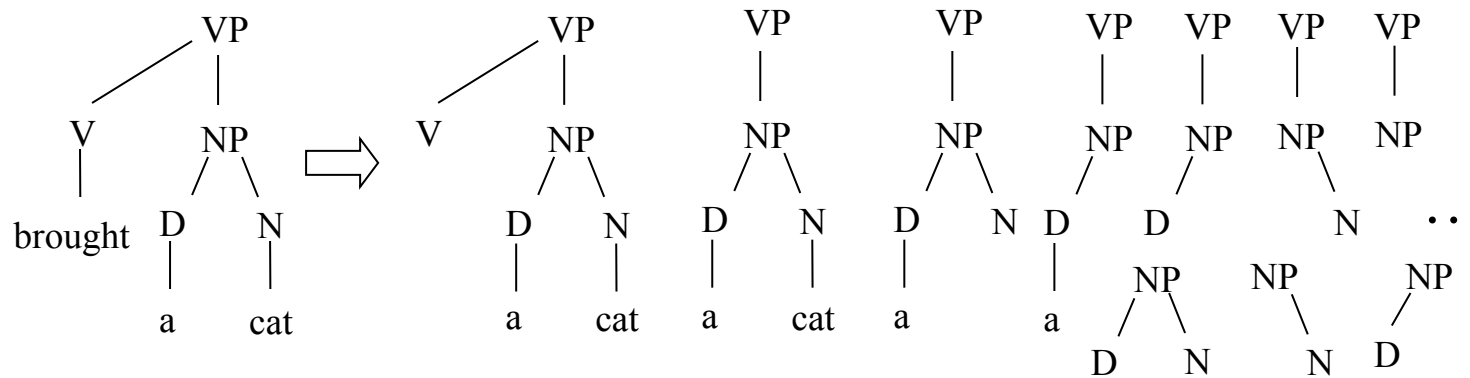 VP VP VP VP VP VP VP VP
V NP V NP NP NP NP NP NP NP
brought D N D N D N D N D D N ..
NP NP NP
a cat a cat a cat a a
D N N D